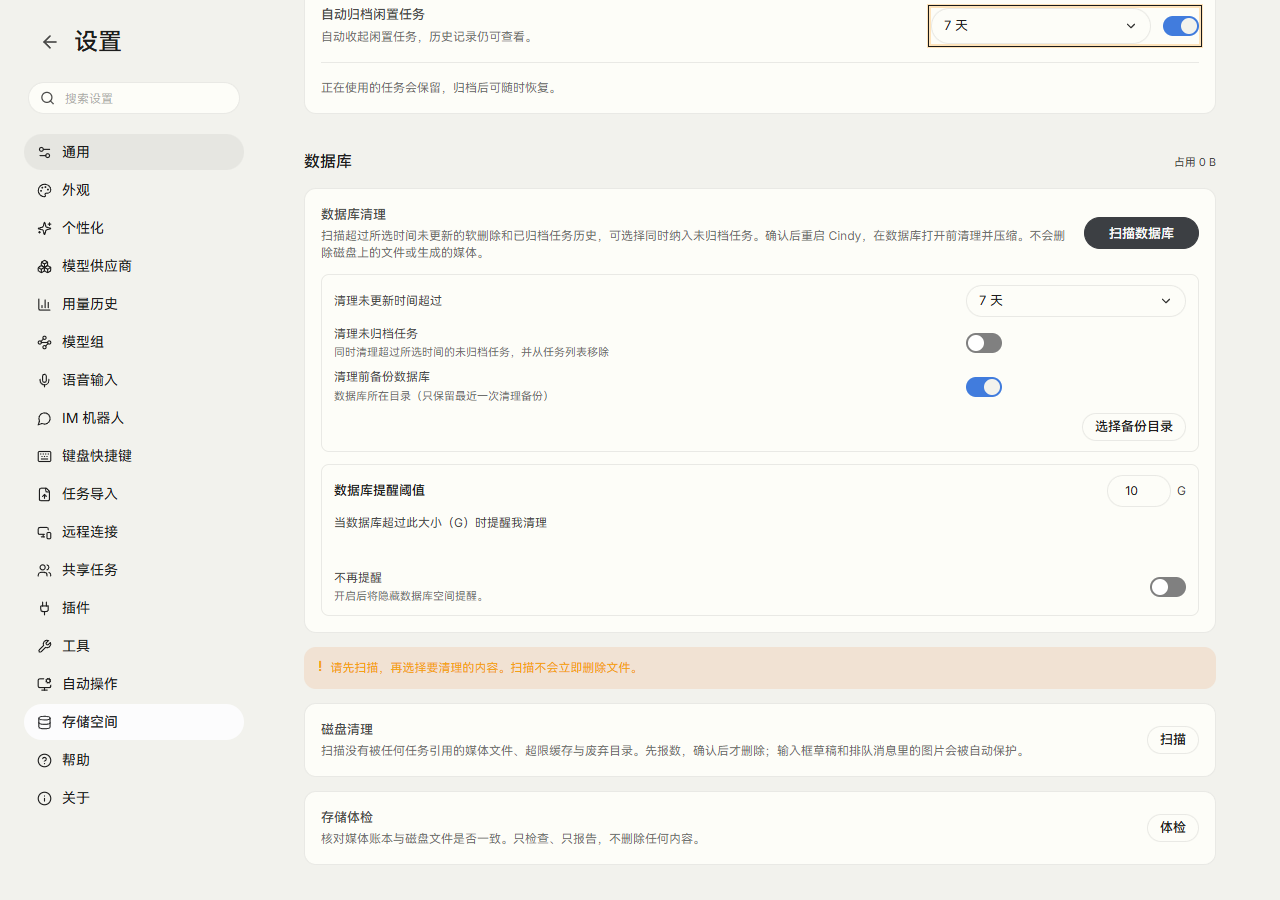 设置
搜索设置
通用
外观
个性化
模型供应商
用量历史
模型组
语音输入
IM 机器人
键盘快捷键
任务导入
远程连接
共享任务
插件
工具
自动操作
存储空间
帮助
关于
自动归档闲置任务
自动收起闲置任务，历史记录仍可查看。
7 天
正在使用的任务会保留，归档后可随时恢复。
数据库
占用 0 B
数据库清理
扫描超过所选时间未更新的软删除和已归档任务历史，可选择同时纳入未归档任务。确认后重启 Cindy，在数据库打开前清理并压缩。不会删
除磁盘上的文件或生成的媒体。
扫描数据库
清理未更新时间超过
7 天
清理未归档任务
同时清理超过所选时间的未归档任务，并从任务列表移除
清理前备份数据库
数据库所在目录（只保留最近一次清理备份）
选择备份目录
数据库提醒阈值
10
G
当数据库超过此大小（G）时提醒我清理
不再提醒
开启后将隐藏数据库空间提醒。
! 请先扫描，再选择要清理的内容。扫描不会立即删除文件。
磁盘清理
扫描没有被任何任务引用的媒体文件、超限缓存与废弃目录。先报数，确认后才删除；输入框草稿和排队消息里的图片会被自动保护。
扫描
存储体检
核对媒体账本与磁盘文件是否一致。只检查、只报告，不删除任何内容。
体检